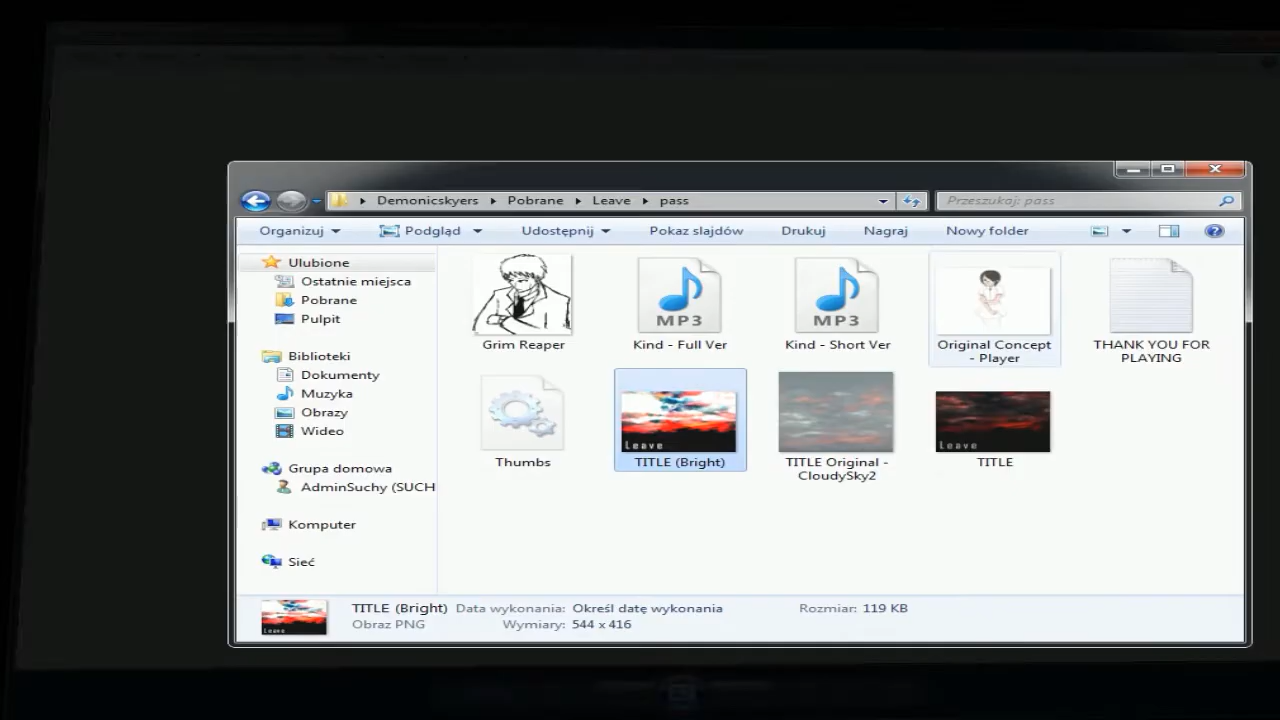 Demonicskyers Pobrane Leave pass
Przeszukaj: pass
Organizuj Podgląd Udostępnij Pokaz slajdów Drukuj Nagraj Nowy folder
Ulubione
Ostatnie miejsca
Pobrane
Pulpit
Biblioteki
Dokumenty
Muzyka
Obrazy
Wideo
Grupa domowa
AdminSuchy (SUCH
Komputer
Sieć
MP3
MP3
Grim Reaper
Kind - Full Ver
Kind - Short Ver
Original Concept
- Player
THANK YOU FOR
PLAYING
Leave
Leave
Thumbs
TITLE (Bright)
TITLE Original -
CloudySky2
TITLE
Leave
TITLE (Bright) Data wykonania: Określ datę wykonania Rozmiar: 119 KB
Obraz PNG Wymiary: 544 x 416